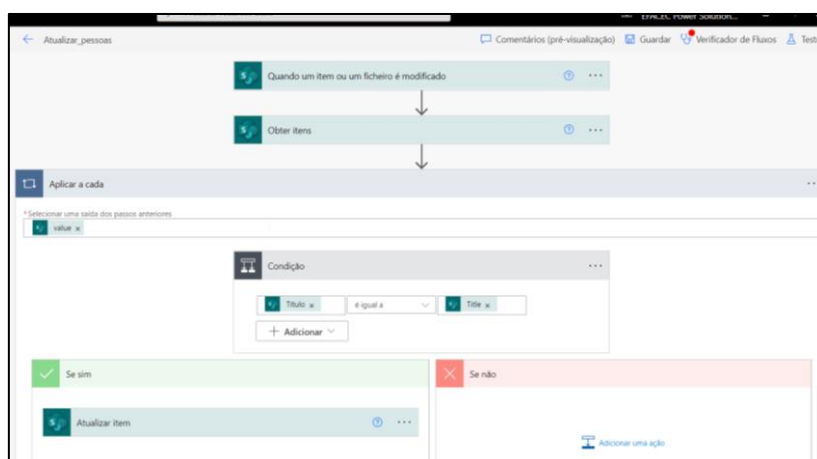 EFACEC Power Solution...
Atualizar_pessoas
Comentários (pré-visualização) Guardar Verificador de Fluxos Teste
Quando um item ou um ficheiro é modificado
Obter itens
Aplicar a cada
*Selecionar uma saída dos passos anteriores
value x
Condição
Título x é igual a Title x
Adicionar
Se sim Se não
Atualizar item
Adicionar uma ação